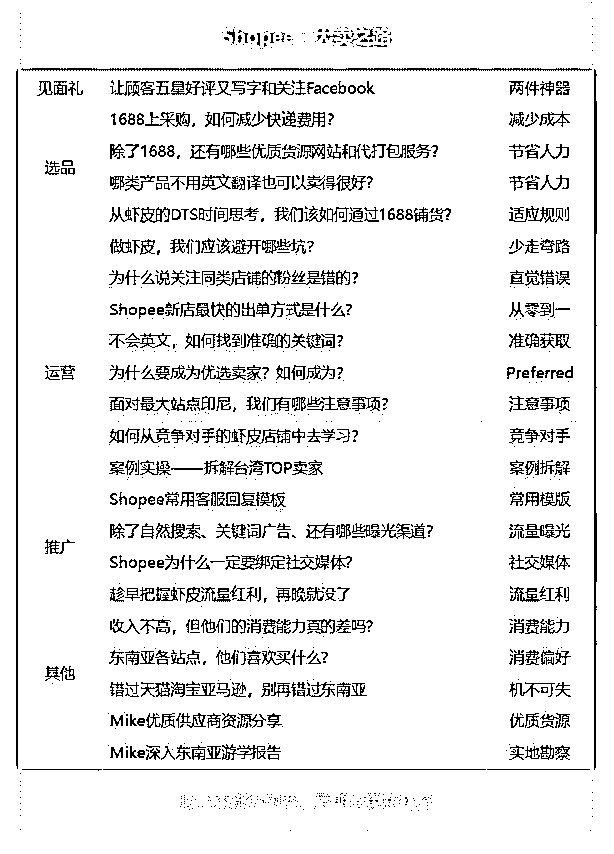 Shopee 大卖之路
见面礼 让顾客五星好评又写字和关注Facebook 两件神器
1688上采购，如何减少快递费用？ 减少成本
选品 除了1688，还有哪些优质货源网站和代打包服务？ 节省人力
哪类产品不用英文翻译也可以卖得很好？ 节省人力
从虾皮的DTS时间思考，我们该如何通过1688铺货？ 适应规则
做虾皮，我们应该避开哪些坑？ 少走弯路
为什么说关注同类店铺的粉丝是错的？ 直觉错误
Shopee新店最快的出单方式是什么？ 从零到一
不会英文，如何找到准确的关键词？ 准确获取
运营 为什么要成为优选卖家？如何成为？ Preferred
面对最大站点印尼，我们有哪些注意事项？ 注意事项
如何从竞争对手的虾皮店铺中去学习？ 竞争对手
案例实操——拆解台湾TOP卖家 案例拆解
Shopee常用客服回复模板 常用模版
推广 除了自然搜索、关键词广告、还有哪些曝光渠道？ 流量曝光
Shopee为什么一定要绑定社交媒体？ 社交媒体
趁早把握虾皮流量红利，再晚就没了 流量红利
收入不高，但他们的消费能力真的差吗？ 消费能力
其他 东南亚各站点，他们喜欢买什么？ 消费偏好
错过天猫淘宝亚马逊，别再错过东南亚 机不可失
Mike优质供应商资源分享 优质货源
Mike深入东南亚游学报告 实地勘察